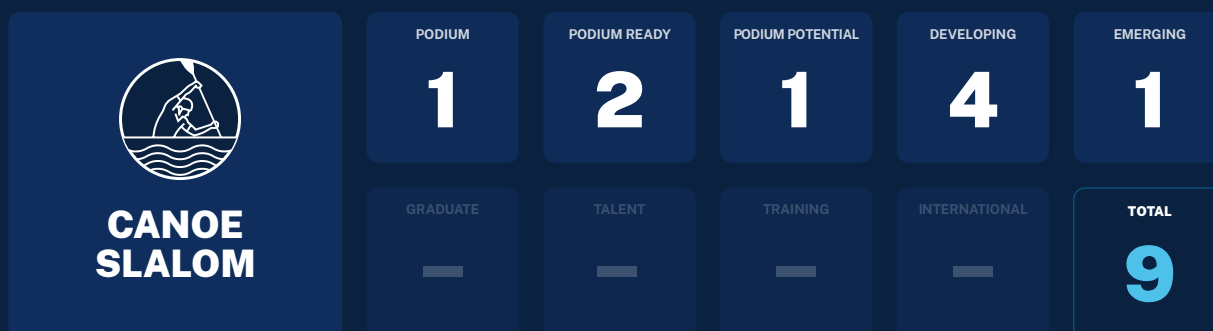 PODIUM
1
PODIUM READY
2
PODIUM POTENTIAL
1
DEVELOPING
4
EMERGING
1
CANOE
SLALOM
GRADUATE
—
TALENT
—
TRAINING
—
INTERNATIONAL
—
TOTAL
9